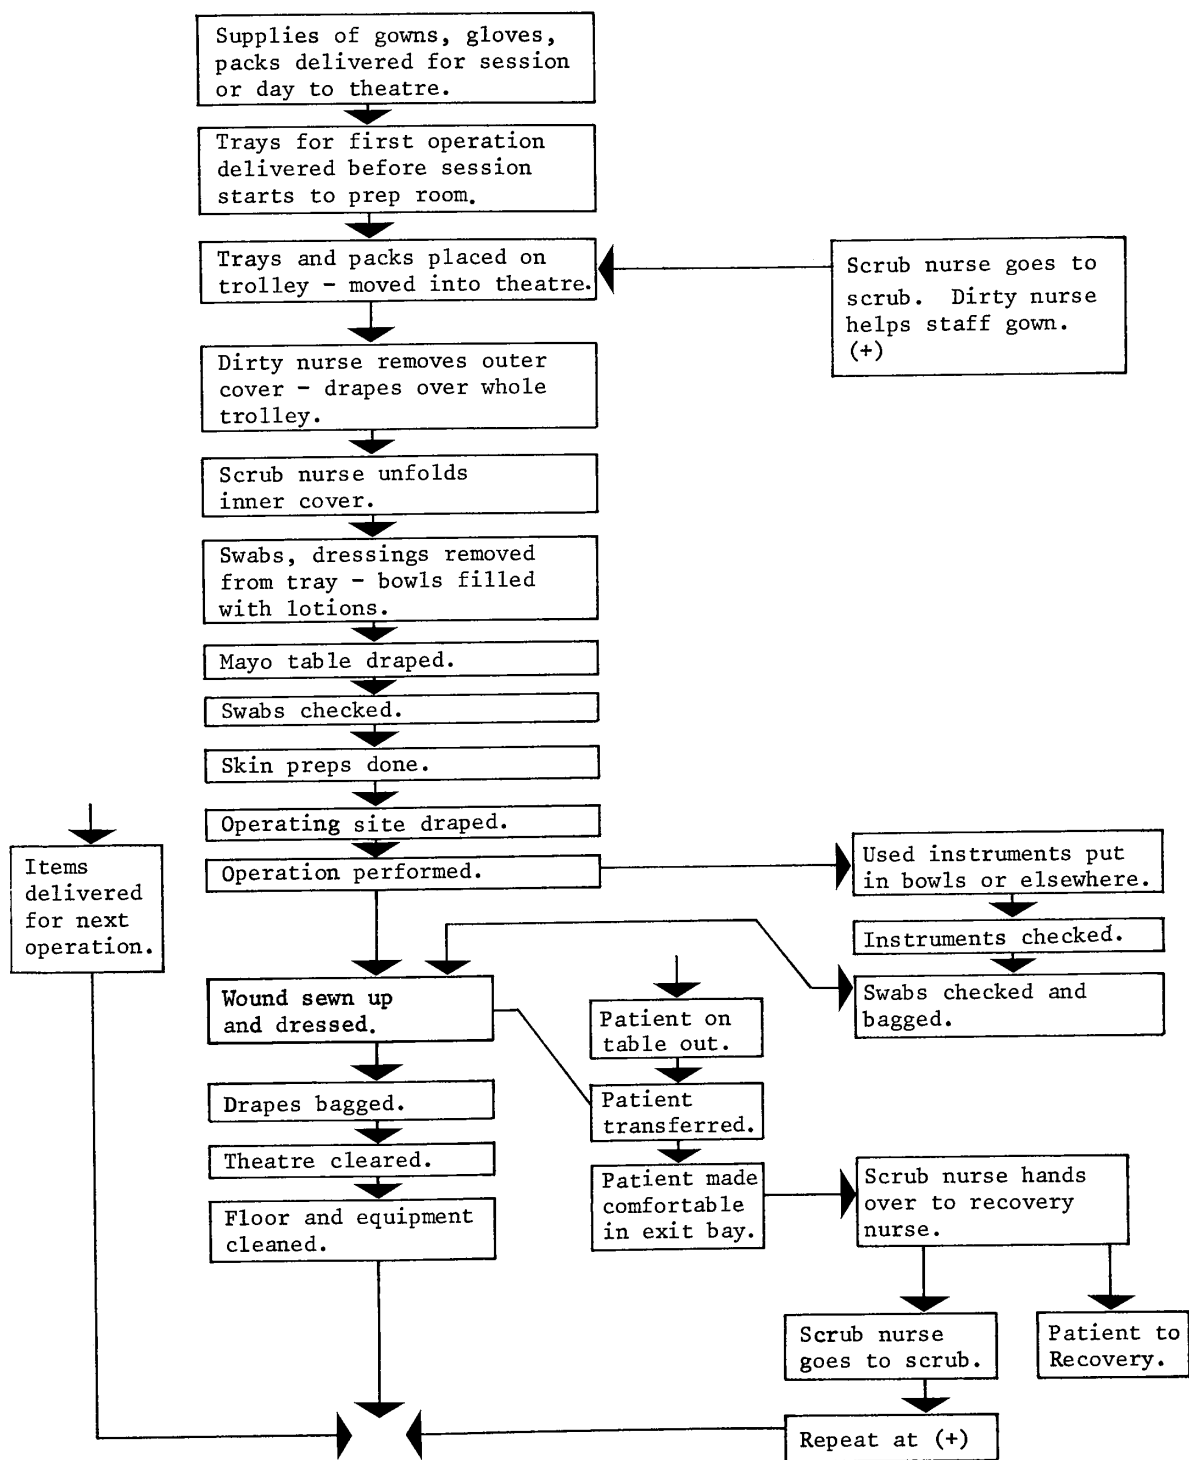 Supplies of gowns, gloves,
packs delivered for session
or day to theatre.
Trays for first operation
delivered before session
starts to prep room.
Trays and packs placed on
trolley - moved into theatre.
Scrub nurse goes to
scrub. Dirty nurse
helps staff gown.
(+)
Dirty nurse removes outer
cover - drapes over whole
trolley.
Scrub nurse unfolds
inner cover.
Swabs, dressings removed
from tray - bowls filled
with lotions.
Mayo table draped.
Swabs checked.
Skin preps done.
Operating site draped.
Operation performed.
Items
delivered
for next
operation.
Used instruments put
in bowls or elsewhere.
Instruments checked.
Swabs checked and
bagged.
Wound sewn up
and dressed.
Patient on
table out.
Drapes bagged.
Patient
transferred.
Theatre cleared.
Patient made
comfortable
in exit bay.
Scrub nurse hands
over to recovery
nurse.
Floor and equipment
cleaned.
Scrub nurse
goes to scrub.
Patient to
Recovery.
Repeat at (+)